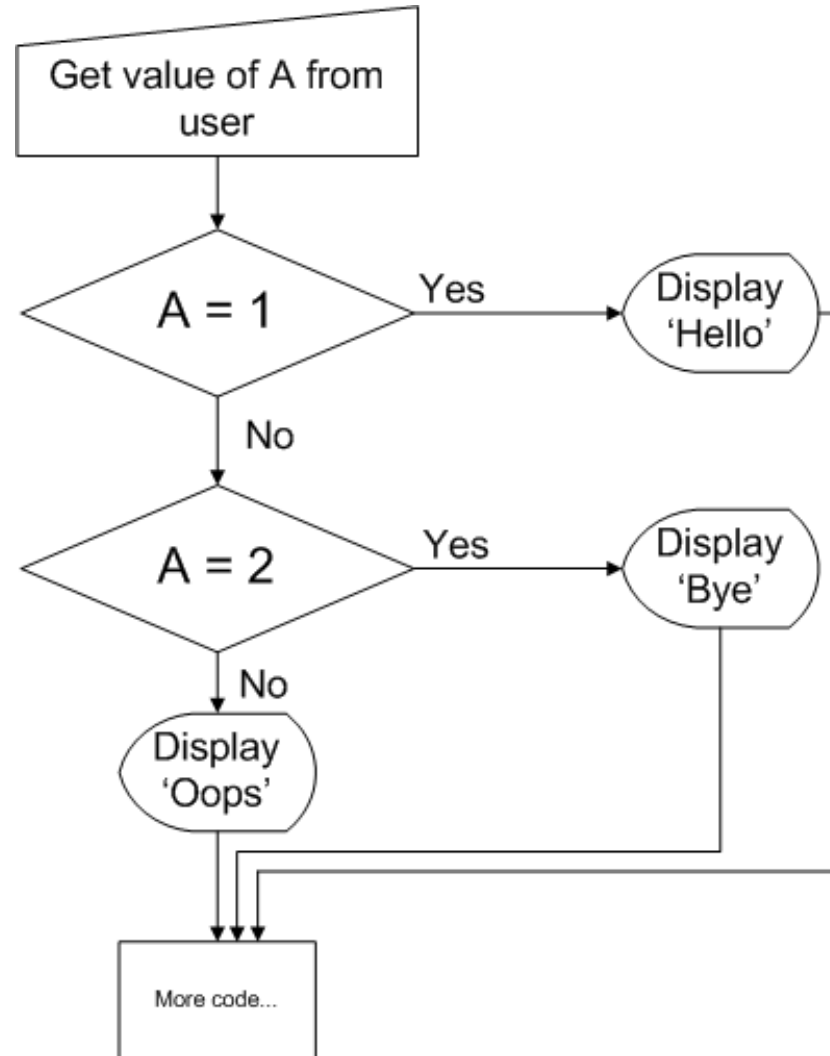 Get value of A from
user
A = 1
Yes
Display
‘Hello’
No
A = 2
Yes
Display
‘Bye’
No
Display
‘Oops’
More code...